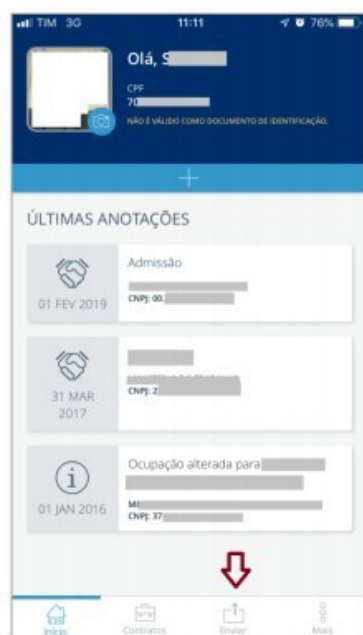 TIM 3G 11:11 76%
Olá, S
CPF
70
NÃO É VÁLIDO COMO DOCUMENTO DE IDENTIFICAÇÃO.
ÚLTIMAS ANOTAÇÕES
Admissão
01 FEV 2019
CNPJ: 00.
31 MAR
2017
CNPJ: 2
Ocupação alterada para
01 JAN 2016
CNPJ: 37
Início Contratos Enviar Mais